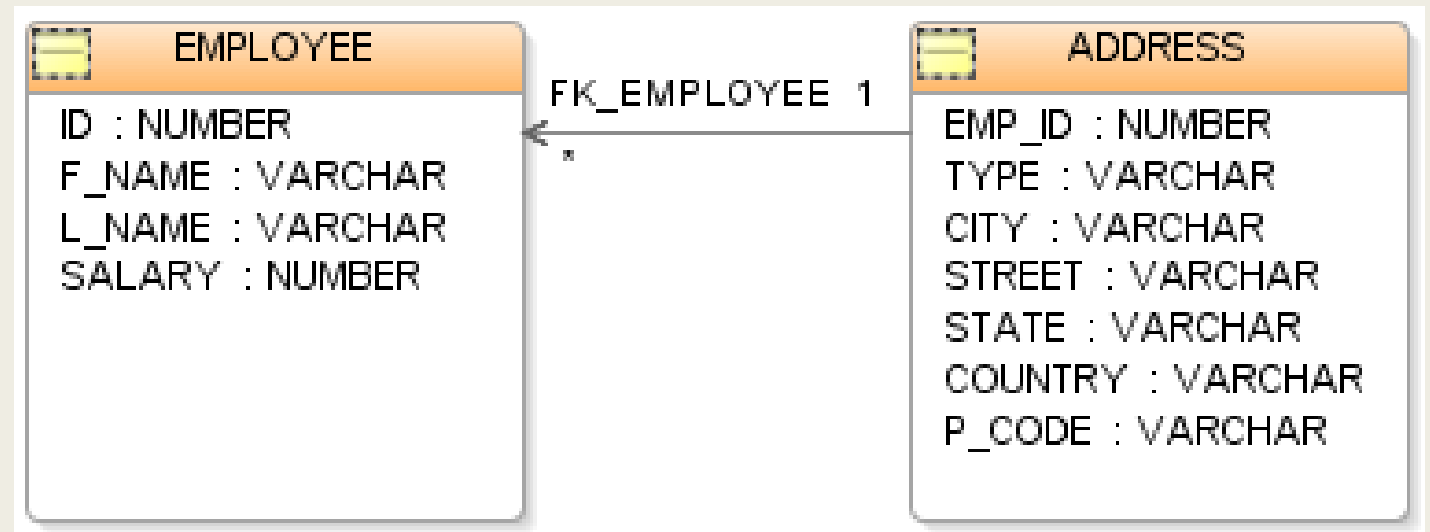 EMPLOYEE
ID : NUMBER
F_NAME : VARCHAR
L_NAME : VARCHAR
SALARY : NUMBER
FK_EMPLOYEE 1
*
ADDRESS
EMP_ID : NUMBER
TYPE : VARCHAR
CITY : VARCHAR
STREET : VARCHAR
STATE : VARCHAR
COUNTRY : VARCHAR
P_CODE : VARCHAR